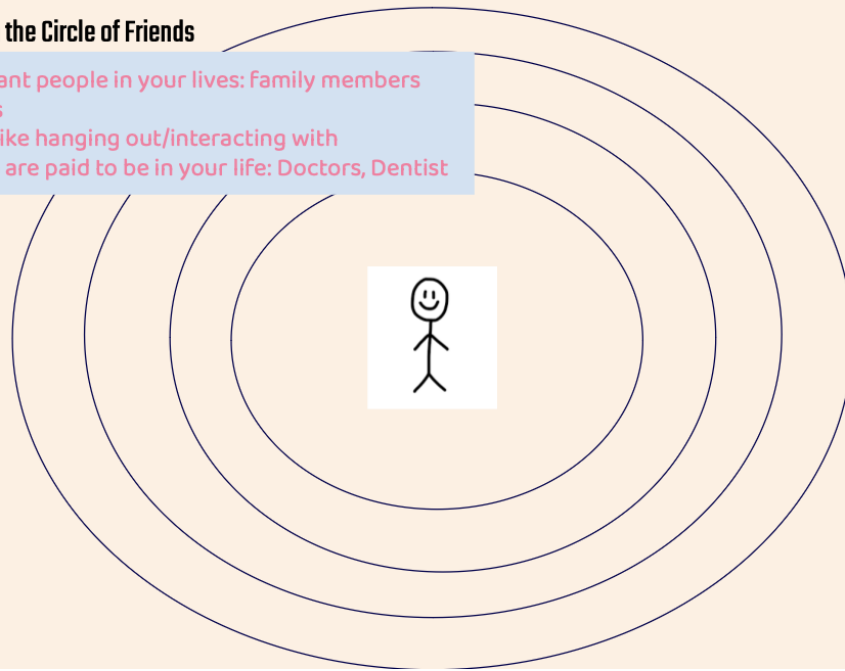 the Circle of Friends
ant people in your lives: family members
s
ike hanging out/interacting with
are paid to be in your life: Doctors, Dentist